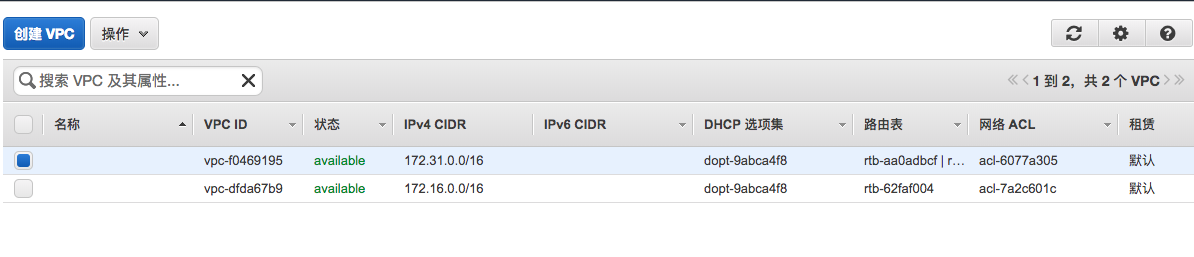 创建 VPC 操作
搜索 VPC 及其属性... 1 到 2，共 2 个 VPC
名称 VPC ID 状态 IPv4 CIDR IPv6 CIDR DHCP 选项集 路由表 网络 ACL 租赁
vpc-f0469195 available 172.31.0.0/16 dopt-9abca4f8 rtb-aa0adbcf | r... acl-6077a305 默认
vpc-dfda67b9 available 172.16.0.0/16 dopt-9abca4f8 rtb-62faf004 acl-7a2c601c 默认